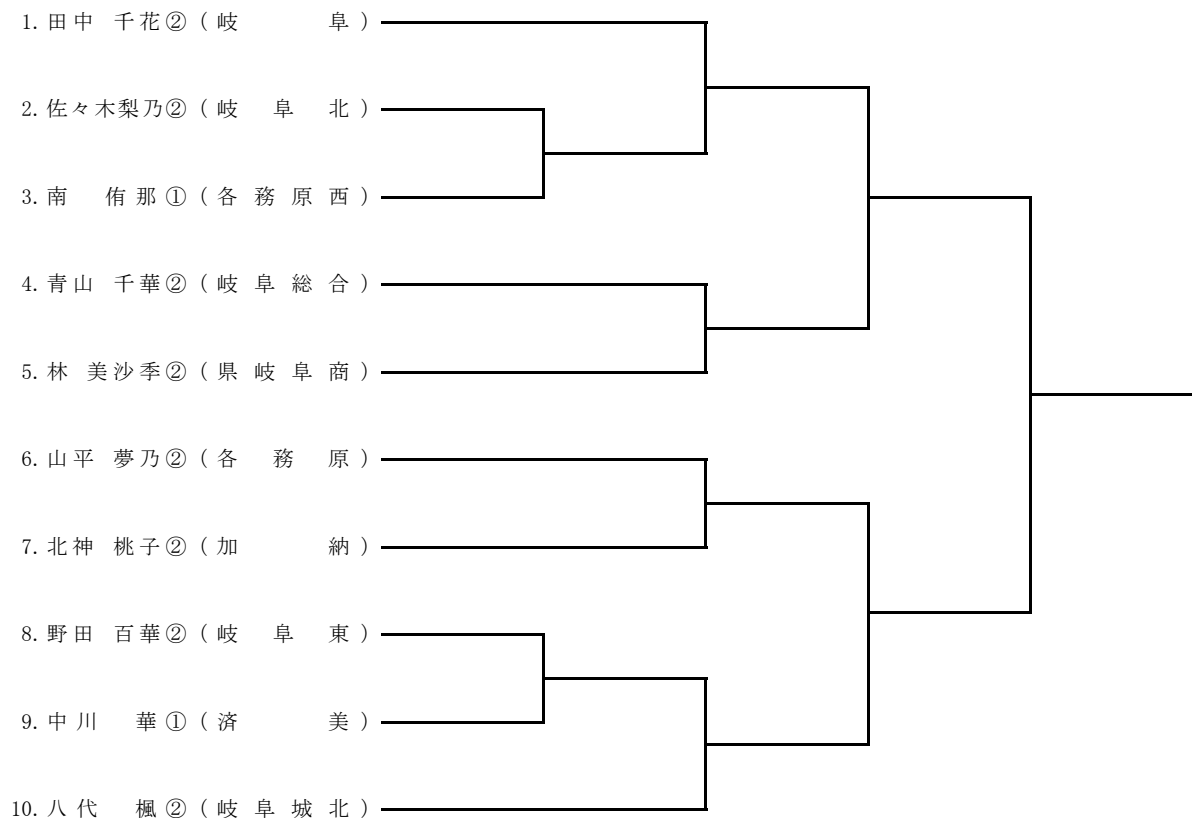 1. 田中 千花②(岐阜)
2. 佐々木梨乃②(岐阜北)
3. 南 侑那①(各務原西)
4. 青山 千華②(岐阜総合)
5. 林 美沙季②(県岐阜商)
6. 山平 夢乃②(各務原)
7. 北神 桃子②(加納)
8. 野田 百華②(岐阜東)
9. 中川 華①(済美)
10. 八代 楓②(岐阜城北)